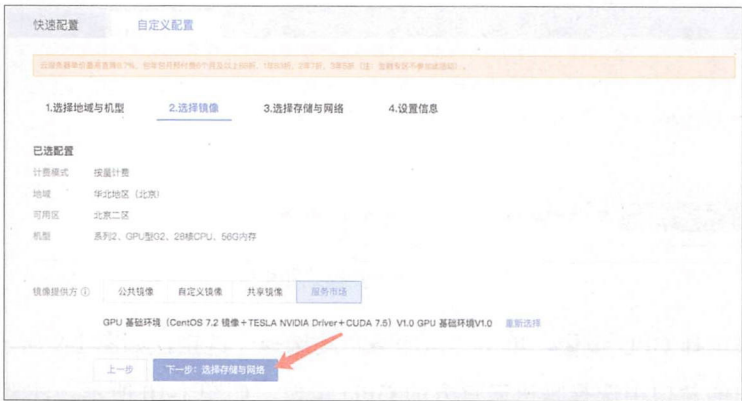 快速配置 自定义配置
1.选择地域与机型 2.选择镜像 3.选择存储与网络 4.设置信息
已选配置
计费模式 按量计费
地域 华北地区（北京）
可用区 北京二区
机型 系列2、GPU型G2、28核CPU、56G内存
镜像提供方 公共镜像 自定义镜像 共享镜像 服务市场
GPU 基础环境（CentOS 7.2 镜像+TESLA NVIDIA Driver+CUDA 7.5）V1.0 GPU 基础环境V1.0 重新选择
上一步 下一步：选择存储与网络